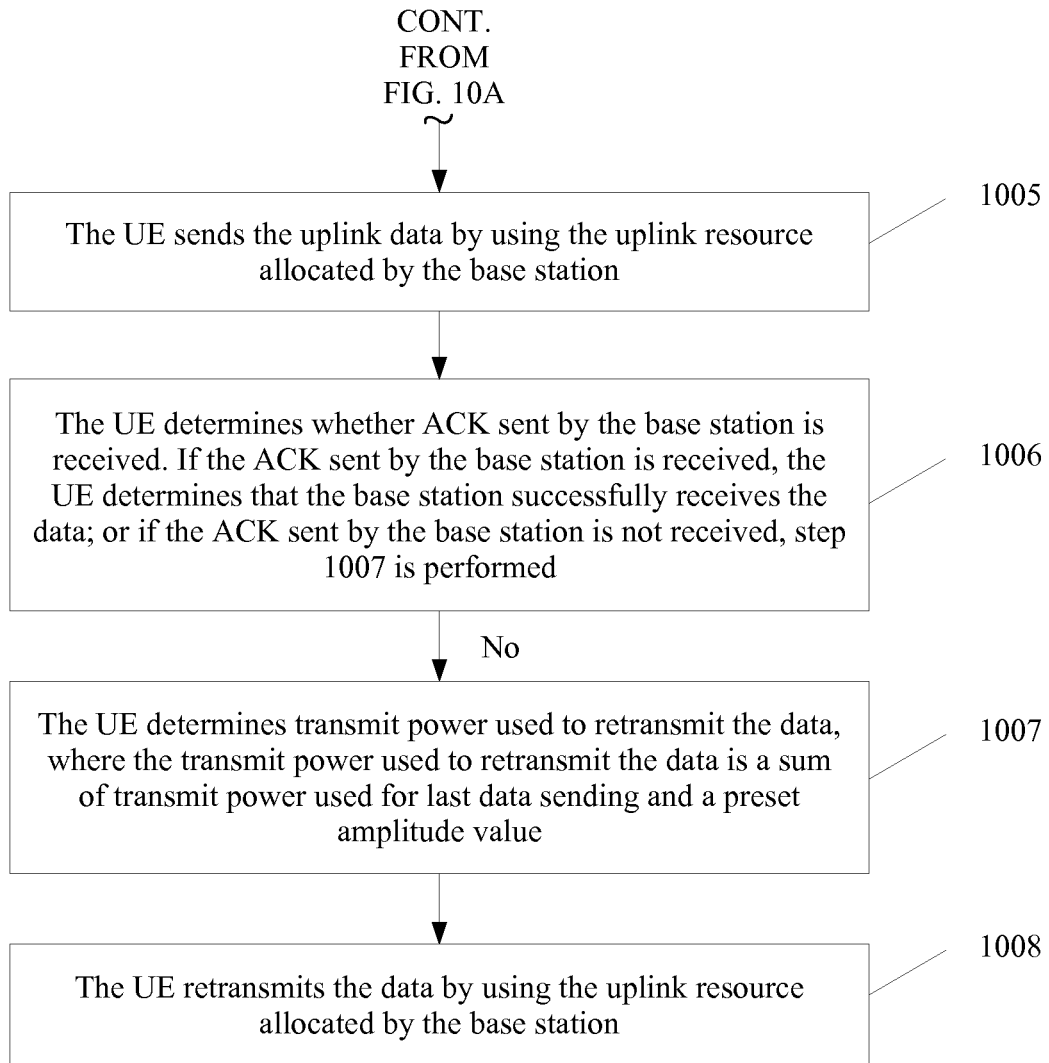 CONT.
FROM
FIG. 10A
1005
The UE sends the uplink data by using the uplink resource
allocated by the base station
1006
The UE determines whether ACK sent by the base station is
received. If the ACK sent by the base station is received, the
UE determines that the base station successfully receives the
data; or if the ACK sent by the base station is not received, step
1007 is performed
No
1007
The UE determines transmit power used to retransmit the data,
where the transmit power used to retransmit the data is a sum
of transmit power used for last data sending and a preset
amplitude value
1008
The UE retransmits the data by using the uplink resource
allocated by the base station